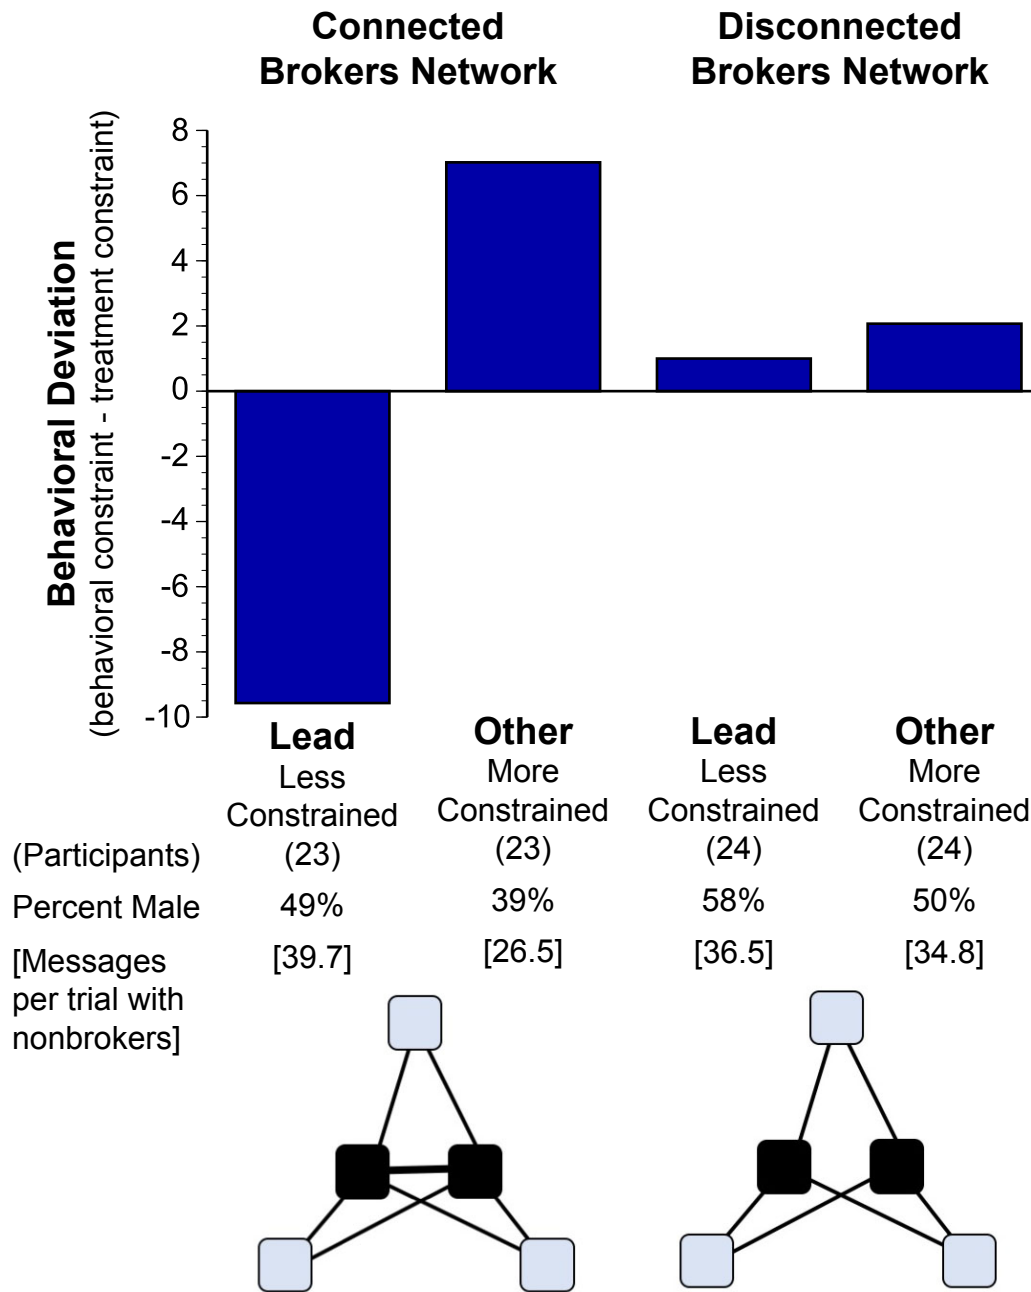 Connected
Brokers Network
Disconnected
Brokers Network
Behavioral Deviation
(behavioral constraint - treatment constraint)
8
6
4
2
0
-2
-4
-6
-8
-10
Lead
Less
Constrained
Other
More
Constrained
Lead
Less
Constrained
Other
More
Constrained
(Participants) (23) (23) (24) (24)
Percent Male 49% 39% 58% 50%
[Messages
per trial with
nonbrokers]
[39.7] [26.5] [36.5] [34.8]